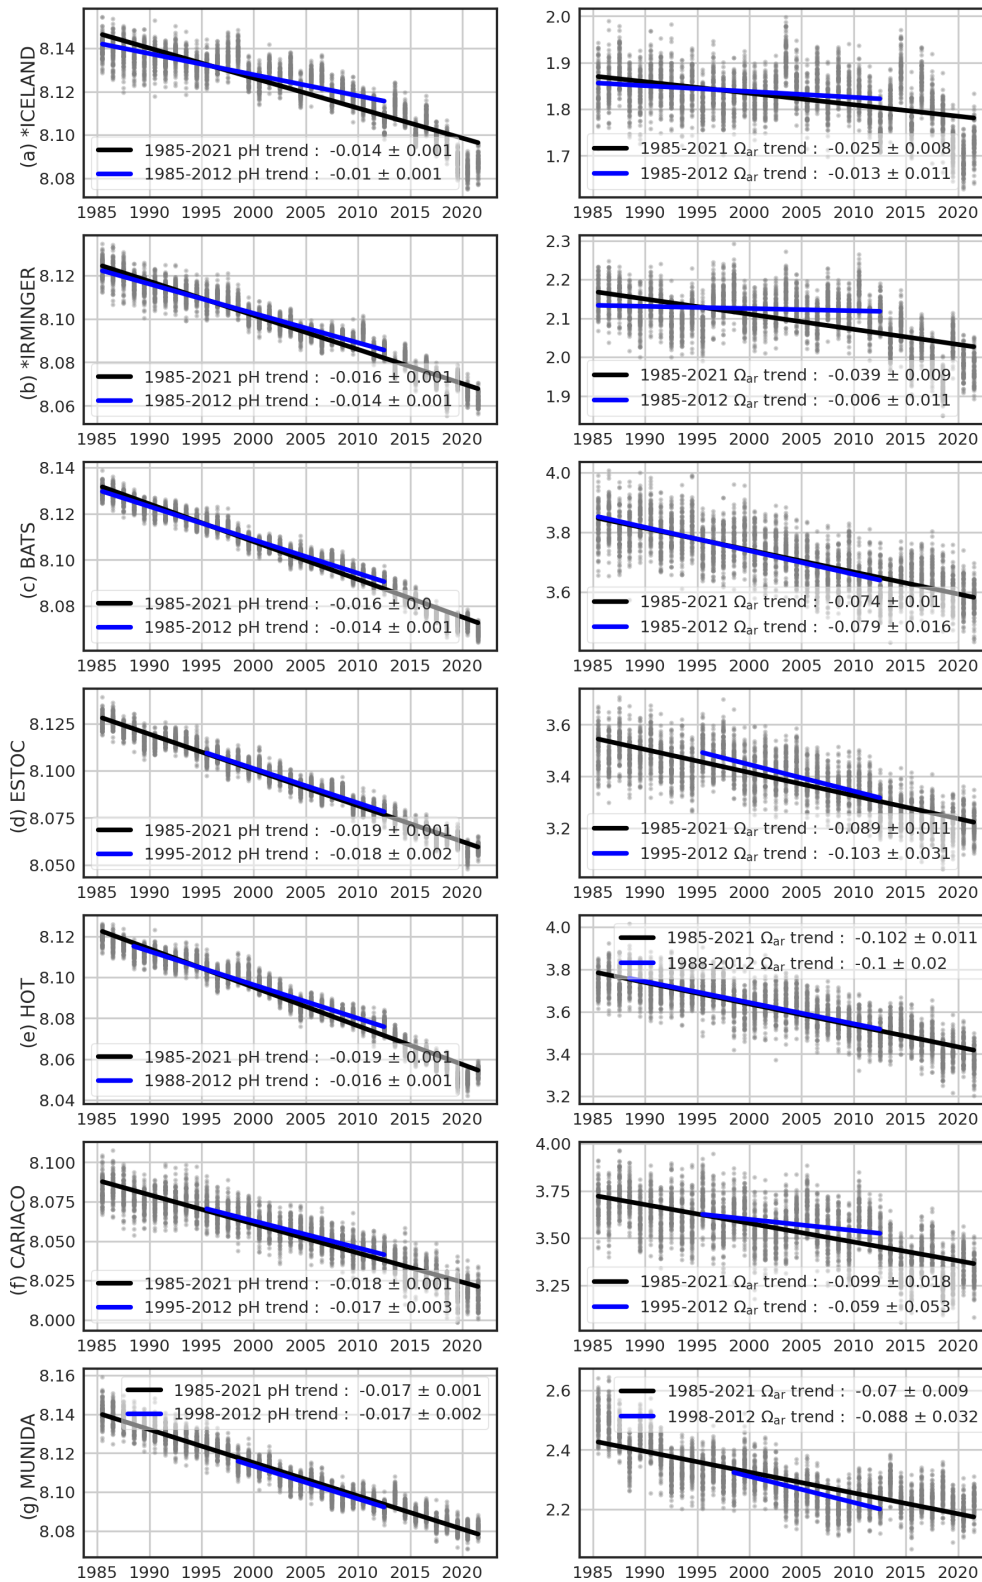 (a) *ICELAND
8.14
8.12
8.10
8.08
1985-2021 pH trend : -0.014 ± 0.001
1985-2012 pH trend : -0.01 ± 0.001
1985 1990 1995 2000 2005 2010 2015 2020
2.0
1.9
1.8
1.7
1985-2021 Ωar trend : -0.025 ± 0.008
1985-2012 Ωar trend : -0.013 ± 0.011
1985 1990 1995 2000 2005 2010 2015 2020
(b) *IRMINGER
8.12
8.10
8.08
8.06
1985-2021 pH trend : -0.016 ± 0.001
1985-2012 pH trend : -0.014 ± 0.001
1985 1990 1995 2000 2005 2010 2015 2020
2.3
2.2
2.1
2.0
1.9
1985-2021 Ωar trend : -0.039 ± 0.009
1985-2012 Ωar trend : -0.006 ± 0.011
1985 1990 1995 2000 2005 2010 2015 2020
(c) BATS
8.14
8.12
8.10
8.08
1985-2021 pH trend : -0.016 ± 0.0
1985-2012 pH trend : -0.014 ± 0.001
1985 1990 1995 2000 2005 2010 2015 2020
4.0
3.8
3.6
1985-2021 Ωar trend : -0.074 ± 0.01
1985-2012 Ωar trend : -0.079 ± 0.016
1985 1990 1995 2000 2005 2010 2015 2020
(d) ESTOC
8.125
8.100
8.075
8.050
1985-2021 pH trend : -0.019 ± 0.001
1995-2012 pH trend : -0.018 ± 0.002
1985 1990 1995 2000 2005 2010 2015 2020
3.6
3.4
3.2
1985-2021 Ωar trend : -0.089 ± 0.011
1995-2012 Ωar trend : -0.103 ± 0.031
1985 1990 1995 2000 2005 2010 2015 2020
(e) HOT
8.12
8.10
8.08
8.06
8.04
1985-2021 pH trend : -0.019 ± 0.001
1988-2012 pH trend : -0.016 ± 0.001
1985 1990 1995 2000 2005 2010 2015 2020
4.0
3.8
3.6
3.4
3.2
1985-2021 Ωar trend : -0.102 ± 0.011
1988-2012 Ωar trend : -0.1 ± 0.02
1985 1990 1995 2000 2005 2010 2015 2020
(f) CARIACO
8.100
8.075
8.050
8.025
8.000
1985-2021 pH trend : -0.018 ± 0.001
1995-2012 pH trend : -0.017 ± 0.003
1985 1990 1995 2000 2005 2010 2015 2020
4.00
3.75
3.50
3.25
1985-2021 Ωar trend : -0.099 ± 0.018
1995-2012 Ωar trend : -0.059 ± 0.053
1985 1990 1995 2000 2005 2010 2015 2020
(g) MUNIDA
8.16
8.14
8.12
8.10
8.08
1985-2021 pH trend : -0.017 ± 0.001
1998-2012 pH trend : -0.017 ± 0.002
1985 1990 1995 2000 2005 2010 2015 2020
2.6
2.4
2.2
1985-2021 Ωar trend : -0.07 ± 0.009
1998-2012 Ωar trend : -0.088 ± 0.032
1985 1990 1995 2000 2005 2010 2015 2020